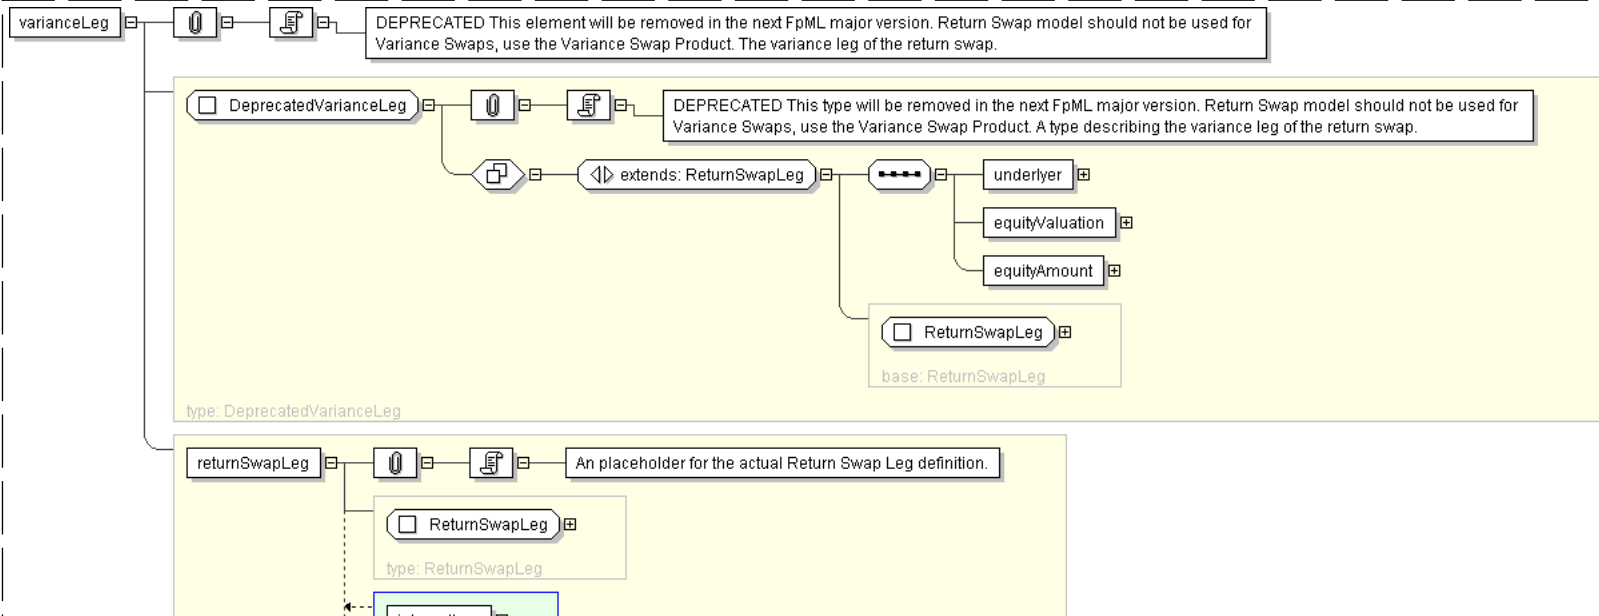 varianceLeg
DEPRECATED This element will be removed in the next FpML major version. Return Swap model should not be used for
Variance Swaps, use the Variance Swap Product. The variance leg of the return swap.
DeprecatedVarianceLeg
DEPRECATED This type will be removed in the next FpML major version. Return Swap model should not be used for
Variance Swaps, use the Variance Swap Product. A type describing the variance leg of the return swap.
extends: ReturnSwapLeg
underlyer
equityValuation
equityAmount
ReturnSwapLeg
base: ReturnSwapLeg
type: DeprecatedVarianceLeg
returnSwapLeg
An placeholder for the actual Return Swap Leg definition.
ReturnSwapLeg
type: ReturnSwapLeg